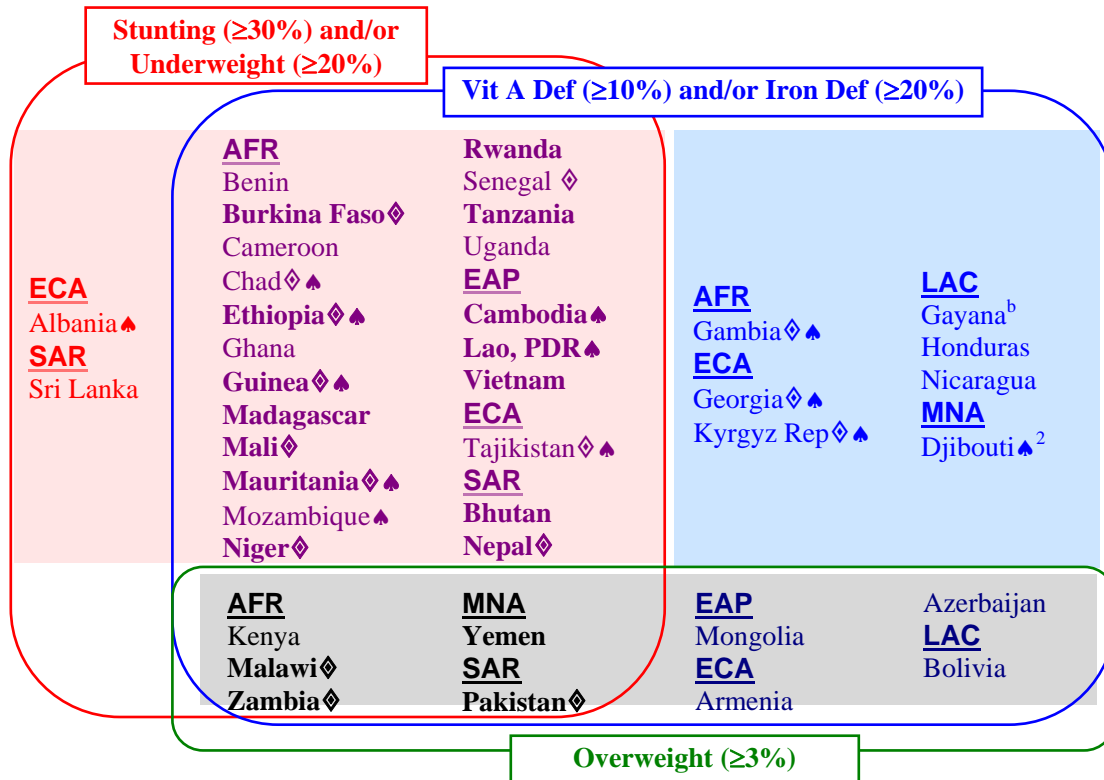 Stunting (≥30%) and/or
Underweight (≥20%)
Vit A Def (≥10%) and/or Iron Def (≥20%)
ECA
Albania♠
SAR
Sri Lanka
AFR
Benin
Burkina Faso◈
Cameroon
Chad◊♠
Ethiopia◈♠
Ghana
Guinea◈♠
Madagascar
Mali◈
Mauritania◈♠
Mozambique♠
Niger◈
Rwanda
Senegal ◊
Tanzania
Uganda
EAP
Cambodia♠
Lao, PDR♠
Vietnam
ECA
Tajikistan◊♠
SAR
Bhutan
Nepal◈
AFR
Gambia◊♠
ECA
Georgia◊♠
Kyrgyz Rep◊♠
LAC
Gayanaᵇ
Honduras
Nicaragua
MNA
Djibouti♠²
AFR
Kenya
Malawi◈
Zambia◈
MNA
Yemen
SAR
Pakistan◈
EAP
Mongolia
ECA
Armenia
Azerbaijan
LAC
Bolivia
Overweight (≥3%)